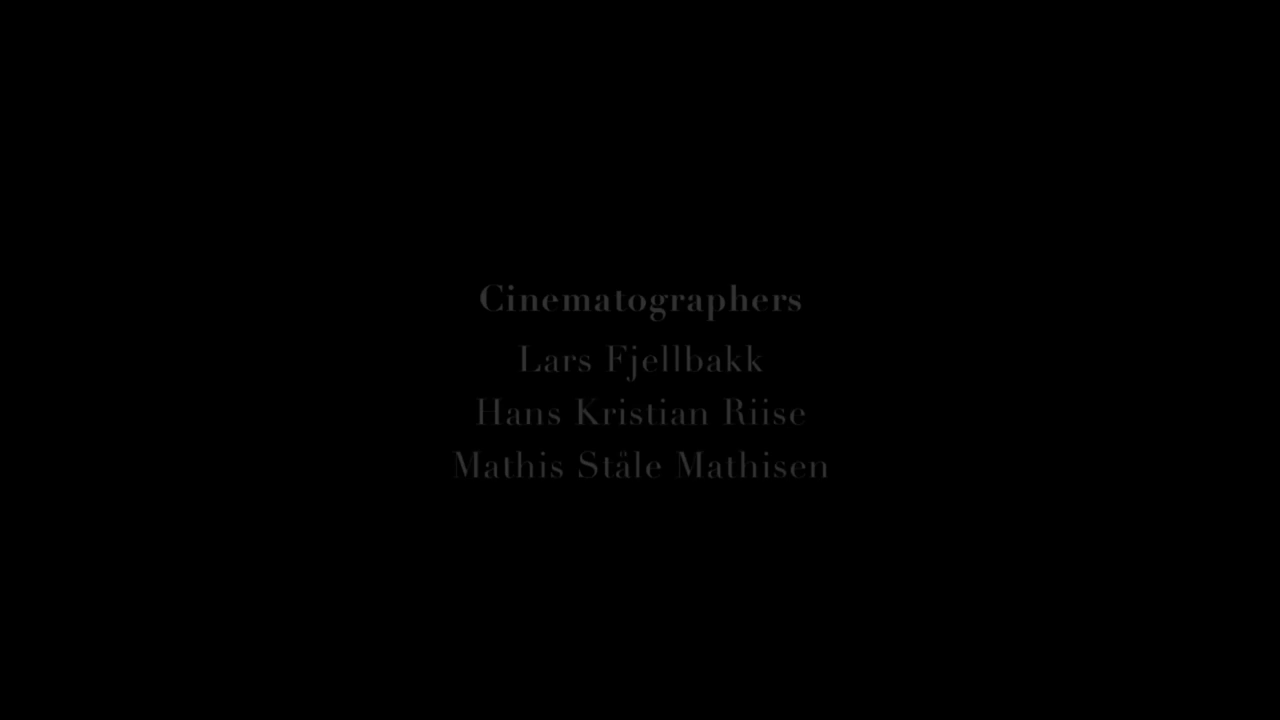 Cinematographers
Lars Fjellbakk
Hans Kristian Riise
Mathis Ståle Mathisen